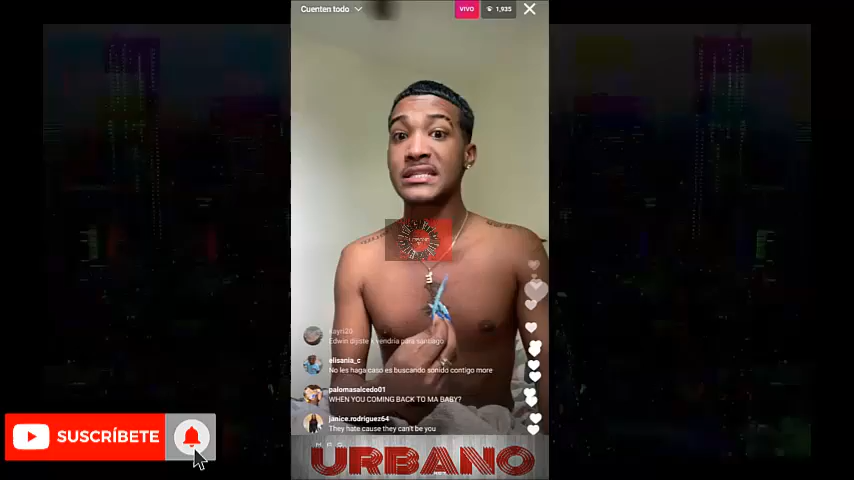 Cuenten todo
VIVO
1,935
kayri20
Edwin dijiste k vendria para santiago
elisania_c
No les haga caso es buscando sonido contigo more
palomasalcedo01
WHEN YOU COMING BACK TO MA BABY?
janice.rodriguez64
They hate cause they can't be you
SUSCRÍBETE
URBANO